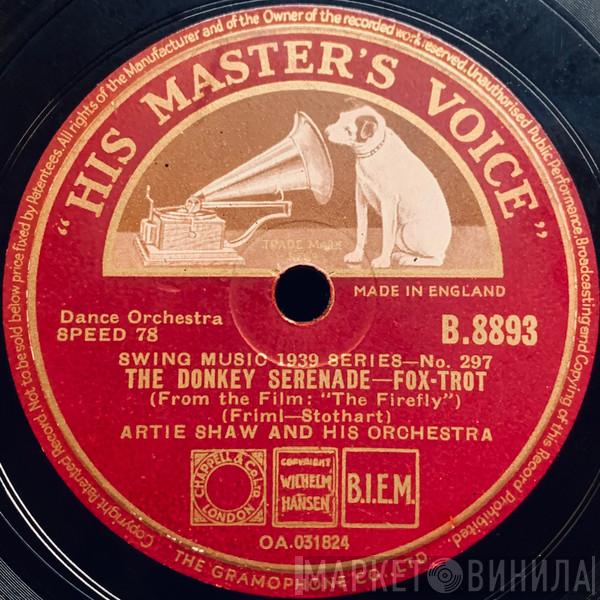 "HIS MASTER'S VOICE"
TRADE MARK
MADE IN ENGLAND
Dance Orchestra
SPEED 78
B.8893
SWING MUSIC 1939 SERIES—No. 297
THE DONKEY SERENADE—FOX-TROT
(From the Film: "The Firefly")
(Friml—Stothart)
ARTIE SHAW AND HIS ORCHESTRA
CHAPPELL & CO. LTD
LONDON
COPYRIGHT
WILHELM
HANSEN
B.I.E.M.
OA.031824
THE GRAMOPHONE CO., LTD.
Copyright patented Record. Not to be sold below price fixed by Patentees. All rights of the Manufacturer and of the Owner of the recorded work reserved. Unauthorised Public Performance, Broadcasting and Copying of this Record Prohibited.
МАРКЕТ ВИНИЛА